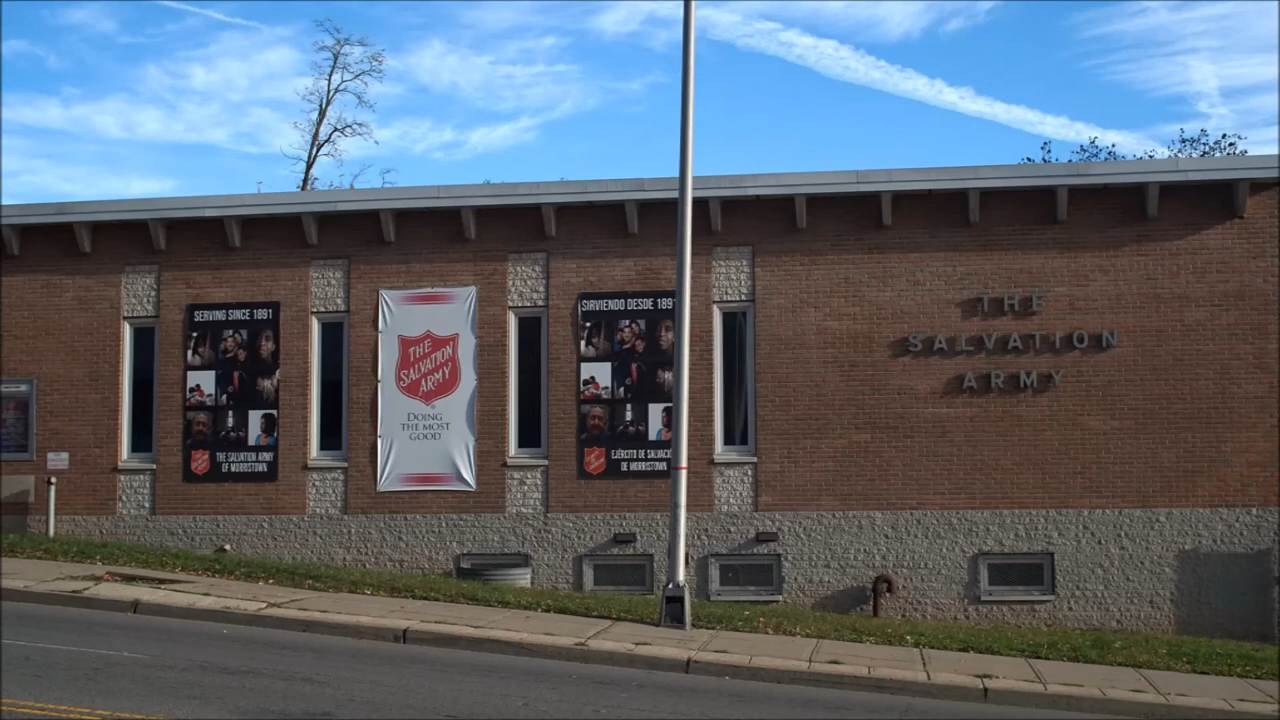 SERVING SINCE 1891
THE SALVATION ARMY
OF MORRISTOWN
THE
SALVATION
ARMY
DOING
THE MOST
GOOD
SIRVIENDO DESDE 1891
EJÉRCITO DE SALVACIÓ
DE MORRISTOWN
THE
SALVATION
ARMY